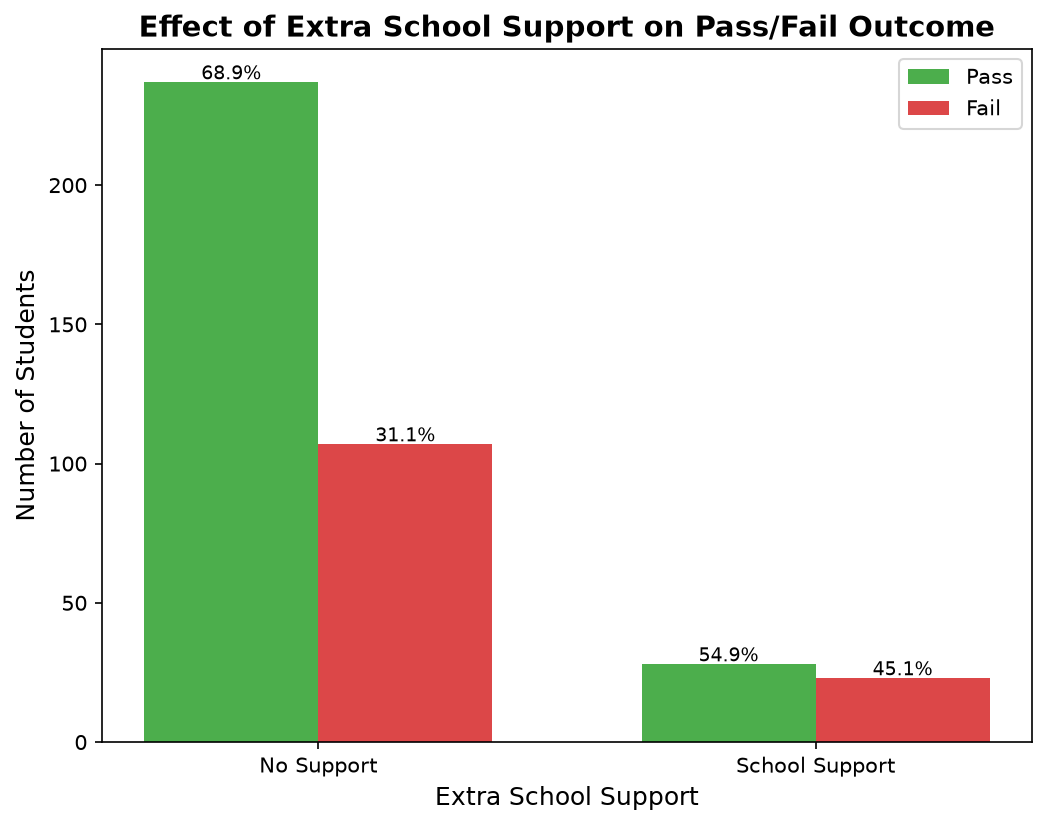 Effect of Extra School Support on Pass/Fail Outcome
Pass
Fail
68.9%
31.1%
54.9%
45.1%
200
150
100
50
0
Number of Students
No Support
School Support
Extra School Support